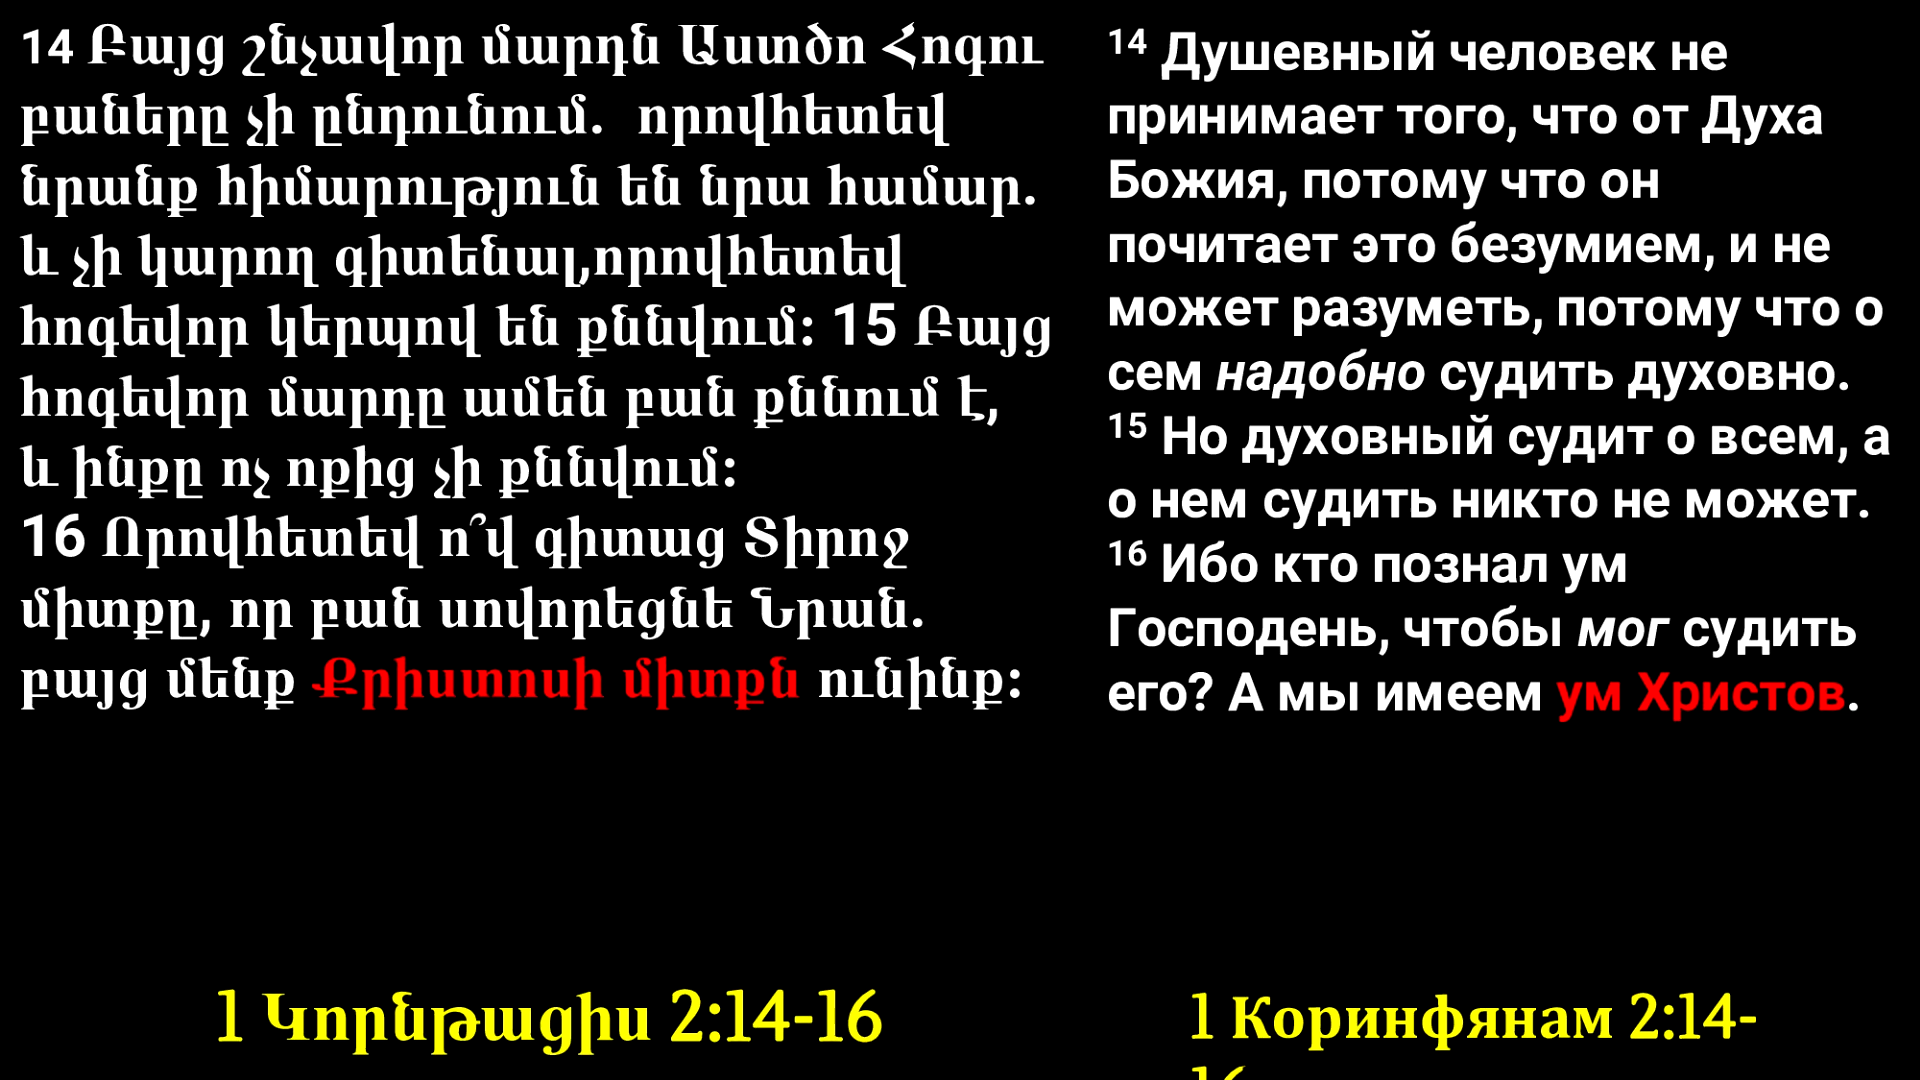 14 Բայց շնչավոր մարդն Աստծո Հոգու
բաները չի ընդունում.  որովհետեվ
նրանք հիմարություն են նրա համար.
և չի կարող գիտենալ,որովհետեվ
հոգեվոր կերպով են քննվում: 15 Բայց
հոգեվոր մարդը ամեն բան քննում է,
և ինքը ոչ ոքից չի քննվում:
16 Որովհետեվ ո՞վ գիտաց Տիրոջ
միտքը, որ բան սովորեցնե Նրան.
բայց մենք Քրիստոսի միտքն ունինք:
14 Душевный человек не
принимает того, что от Духа
Божия, потому что он
почитает это безумием, и не
может разуметь, потому что о
сем надобно судить духовно.
15 Но духовный судит о всем, а
о нем судить никто не может.
16 Ибо кто познал ум
Господень, чтобы мог судить
его? А мы имеем ум Христов.
1 Կորնթացիս 2:14-16
1 Коринфянам 2:14-
16